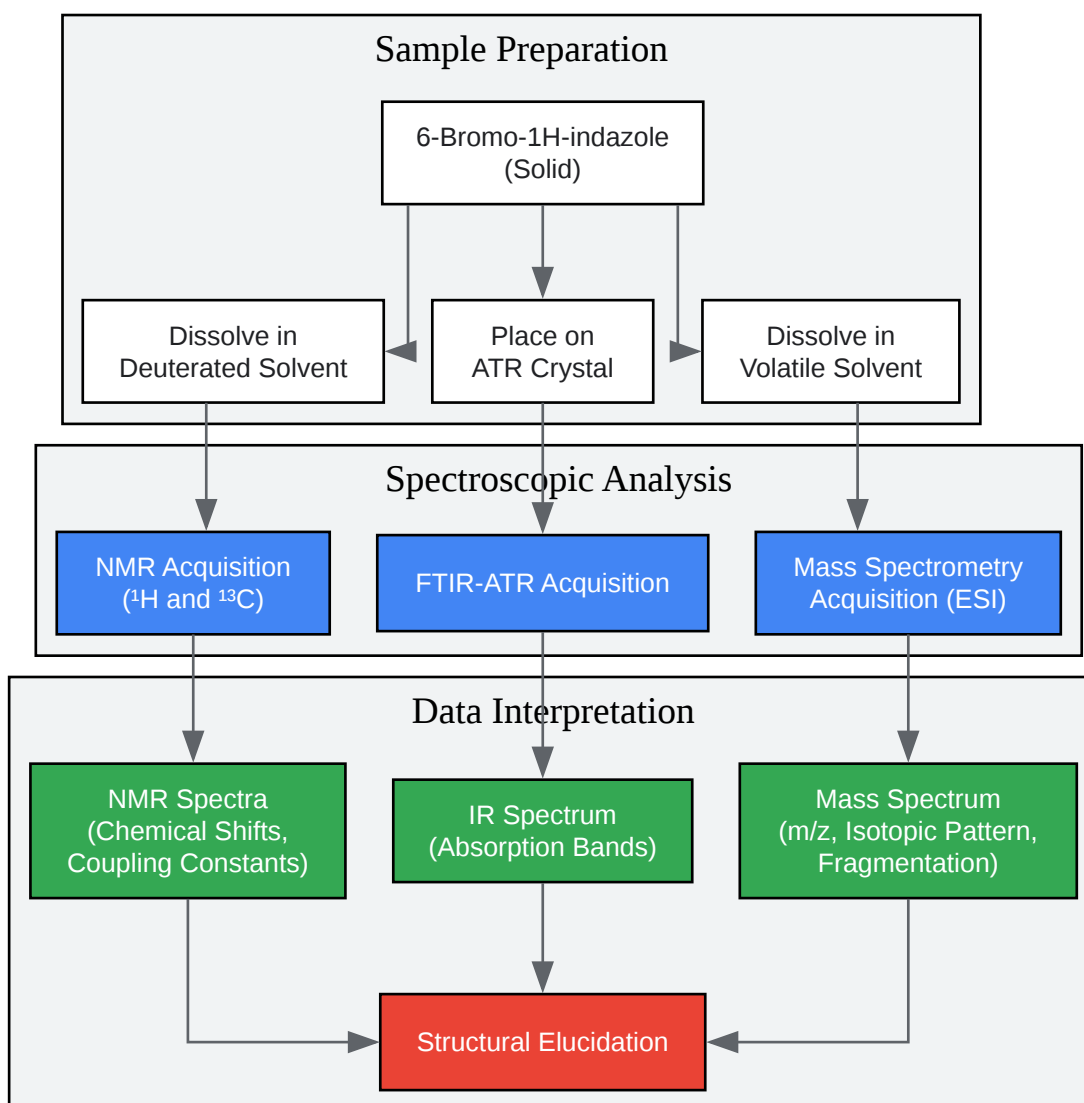 Sample Preparation
6-Bromo-1H-indazole
(Solid)
Dissolve in
Deuterated Solvent
Place on
ATR Crystal
Dissolve in
Volatile Solvent
Spectroscopic Analysis
NMR Acquisition
(¹H and ¹³C)
FTIR-ATR Acquisition
Mass Spectrometry
Acquisition (ESI)
Data Interpretation
NMR Spectra
(Chemical Shifts,
Coupling Constants)
IR Spectrum
(Absorption Bands)
Mass Spectrum
(m/z, Isotopic Pattern,
Fragmentation)
Structural Elucidation